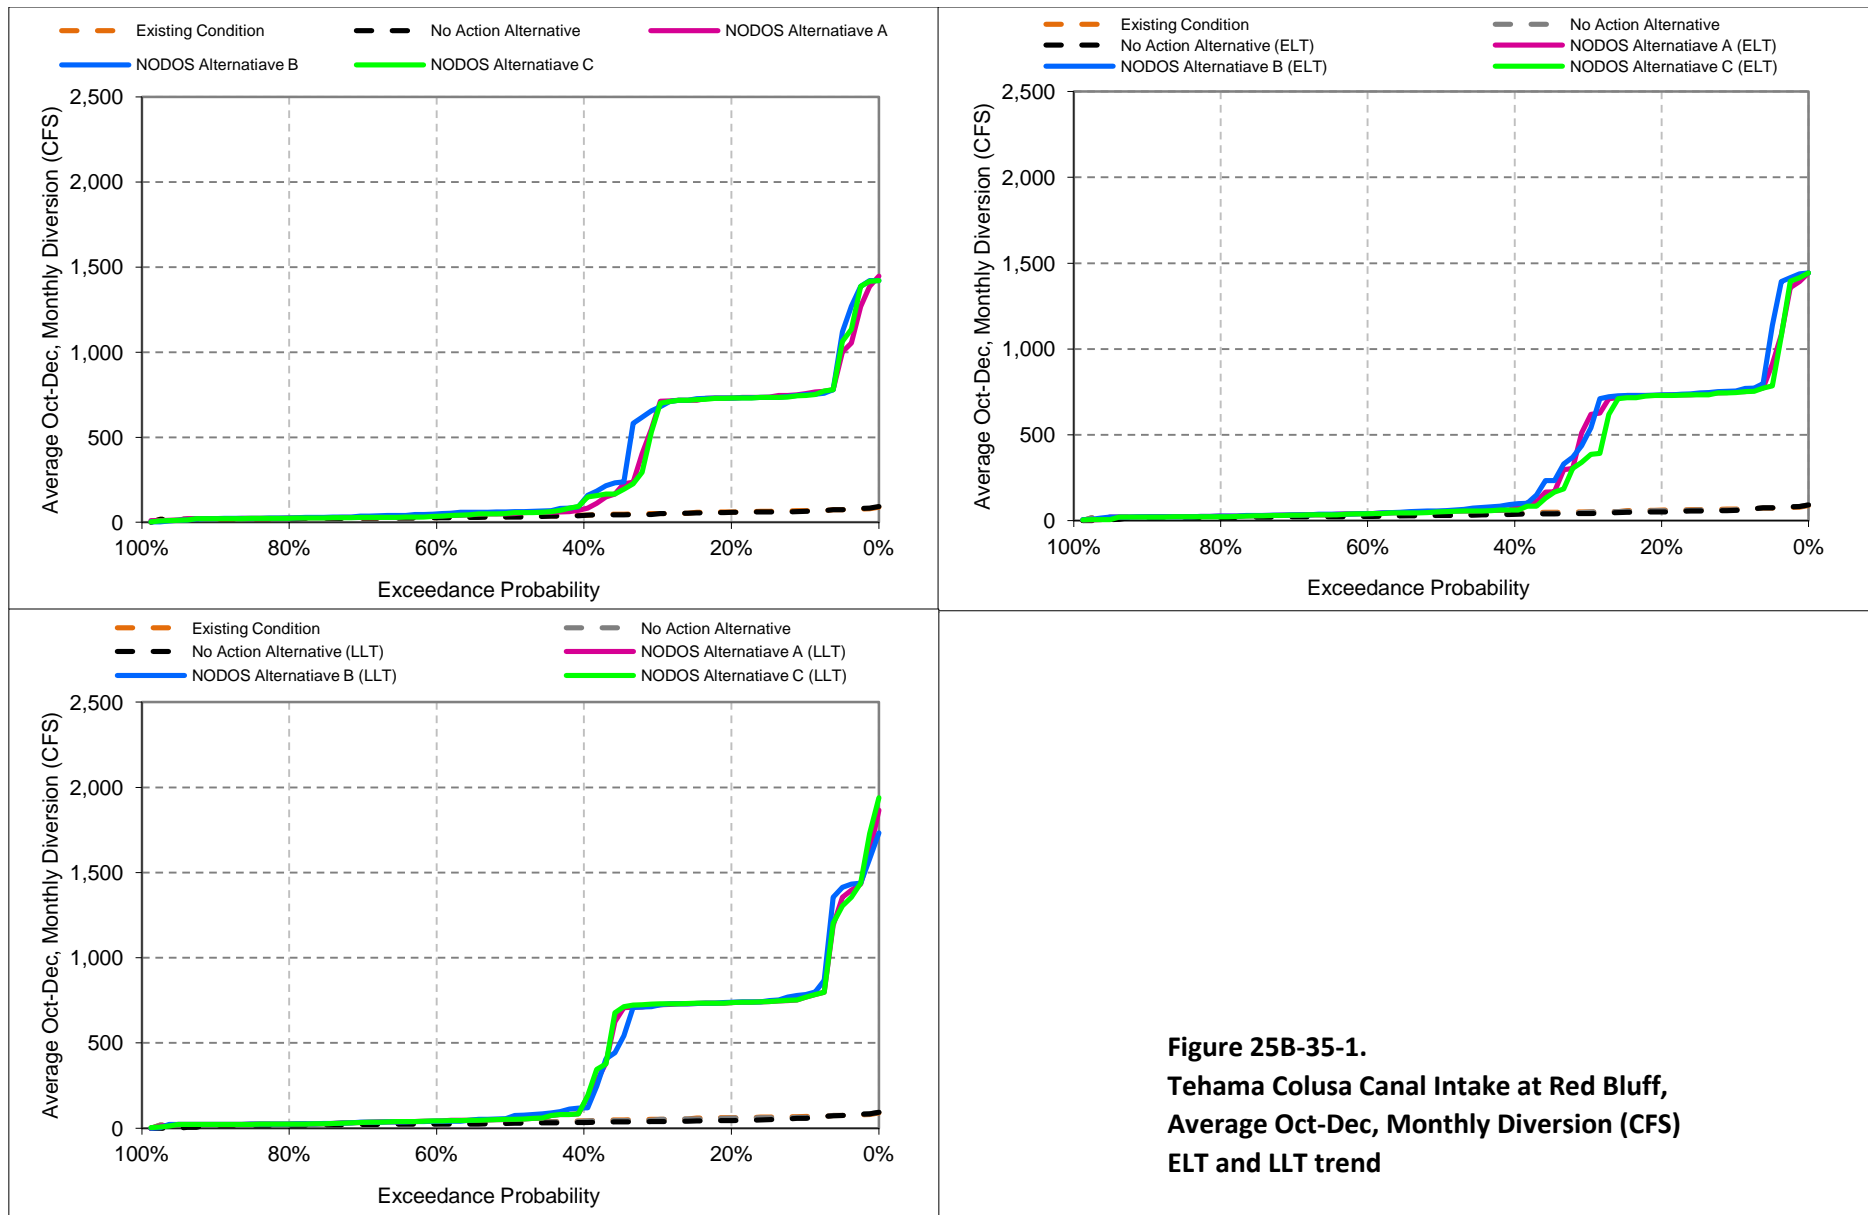 Existing Condition No Action Alternative NODOS Alternatiave A
NODOS Alternatiave B NODOS Alternatiave C
2,500
2,000
1,500
1,000
500
0
100% 80% 60% 40% 20% 0%
Average Oct-Dec, Monthly Diversion (CFS)
Exceedance Probability
Existing Condition No Action Alternative
No Action Alternative (ELT) NODOS Alternatiave A (ELT)
NODOS Alternatiave B (ELT) NODOS Alternatiave C (ELT)
2,500
2,000
1,500
1,000
500
0
100% 80% 60% 40% 20% 0%
Average Oct-Dec, Monthly Diversion (CFS)
Exceedance Probability
Existing Condition No Action Alternative
No Action Alternative (LLT) NODOS Alternatiave A (LLT)
NODOS Alternatiave B (LLT) NODOS Alternatiave C (LLT)
2,500
2,000
1,500
1,000
500
0
100% 80% 60% 40% 20% 0%
Average Oct-Dec, Monthly Diversion (CFS)
Exceedance Probability
Figure 25B-35-1.
Tehama Colusa Canal Intake at Red Bluff,
Average Oct-Dec, Monthly Diversion (CFS)
ELT and LLT trend